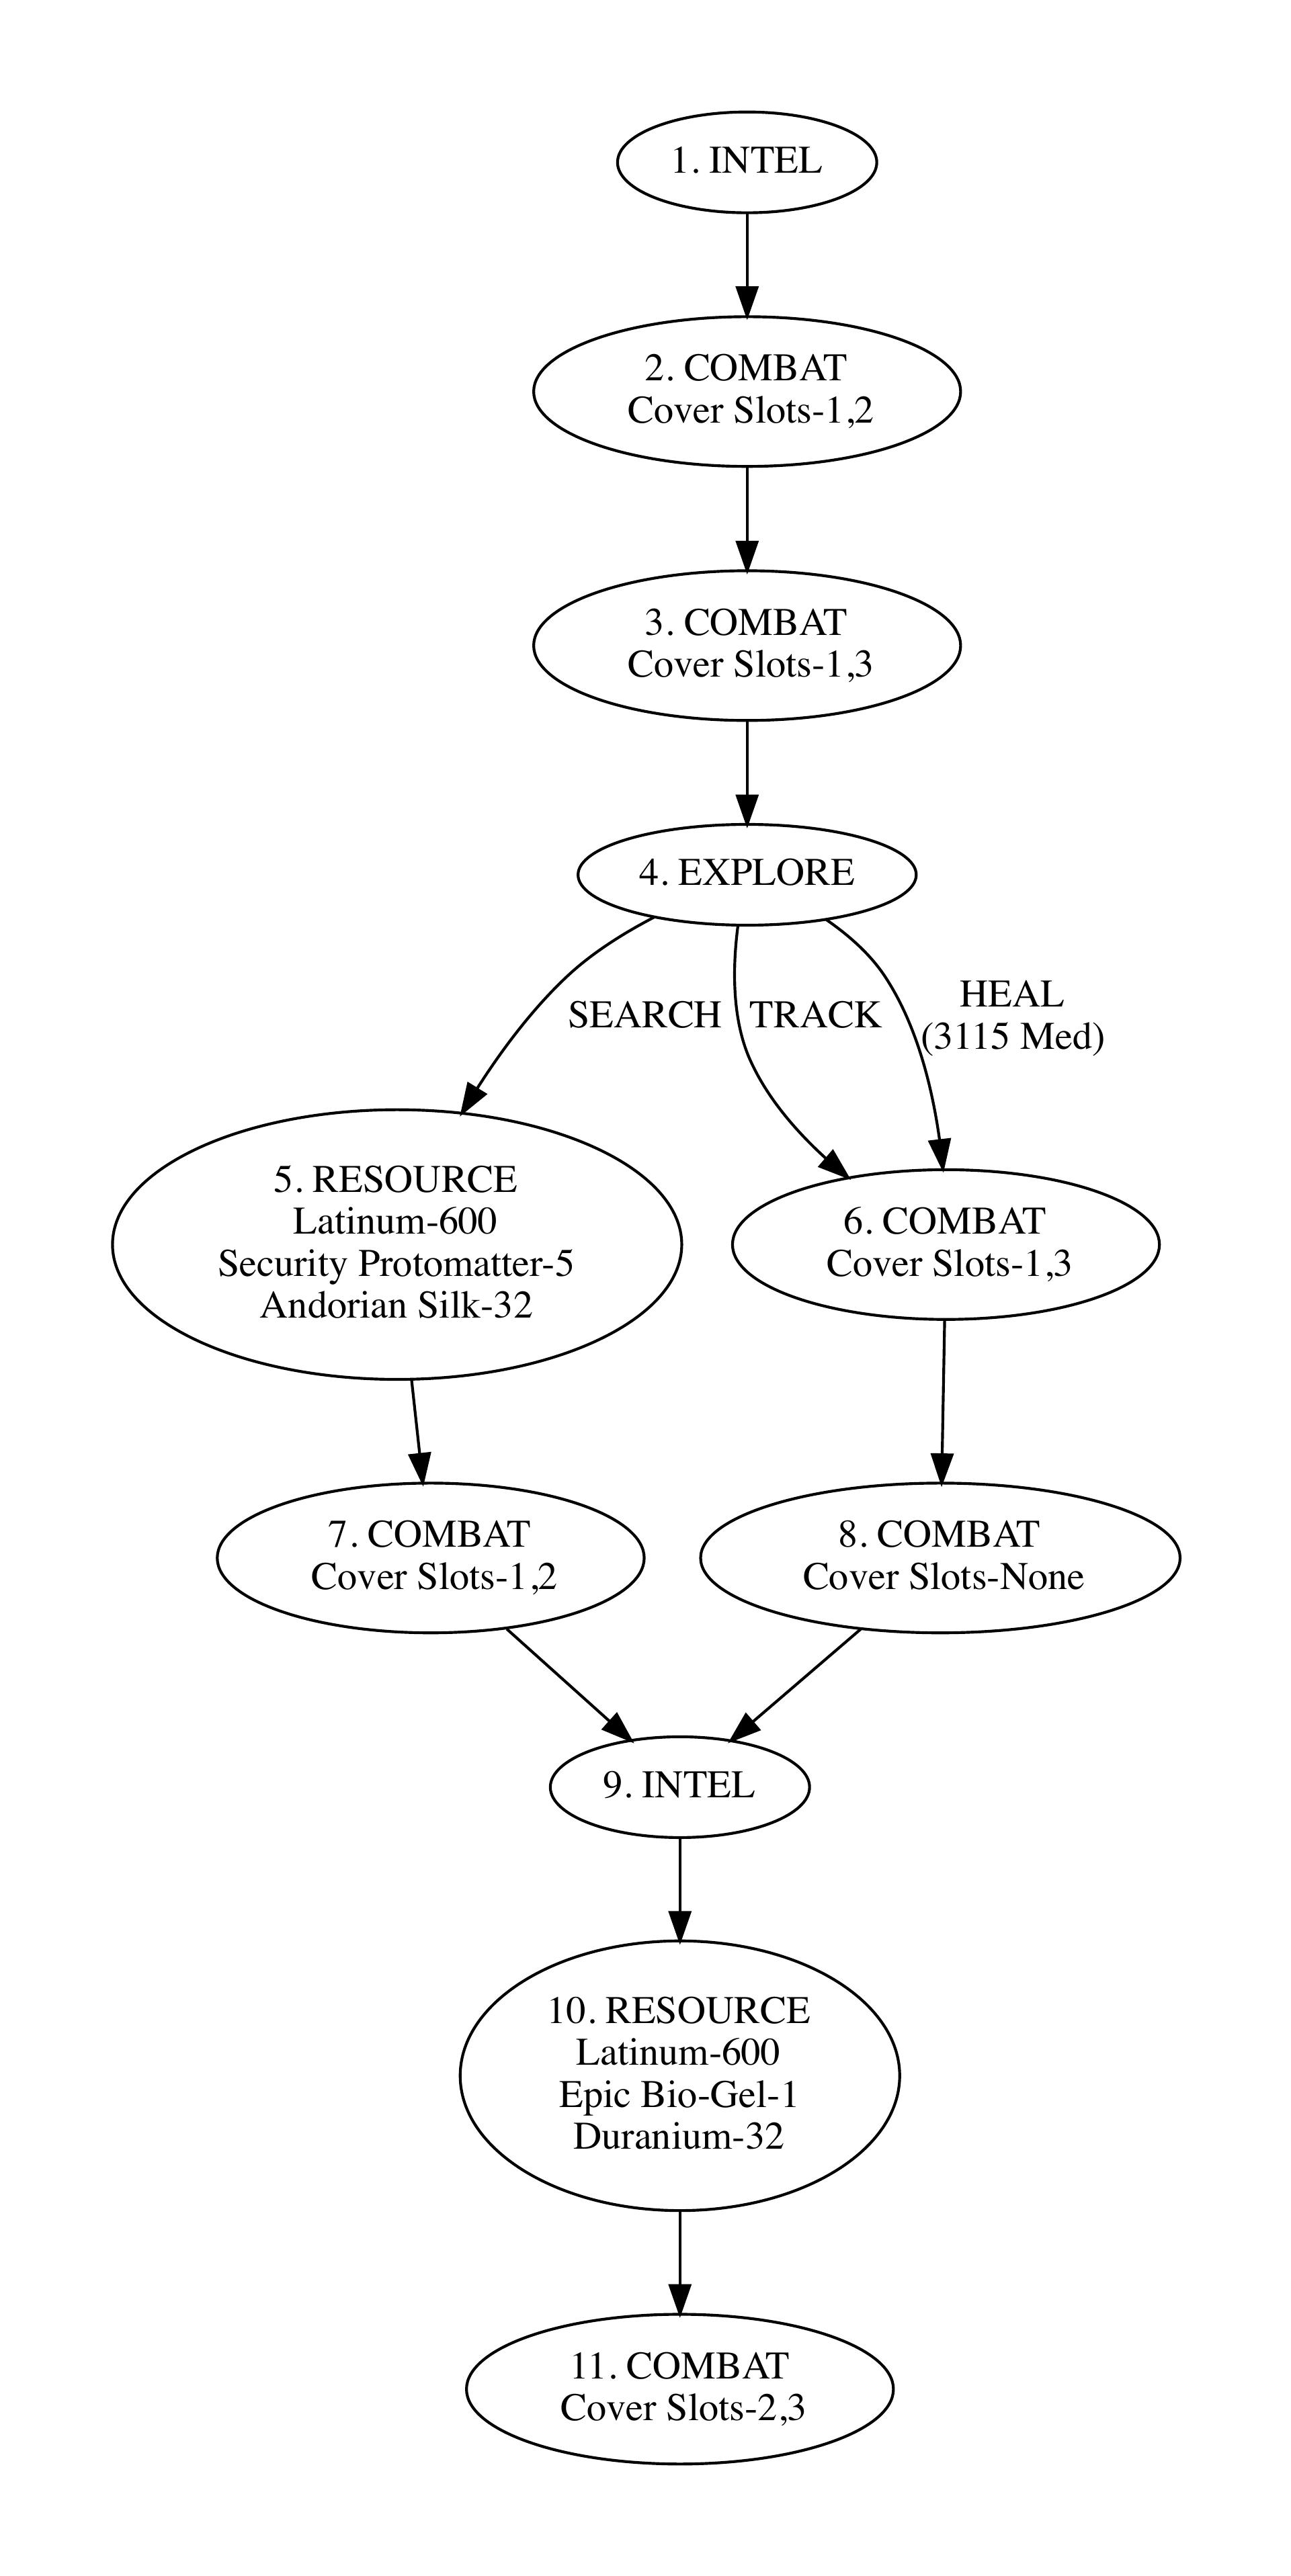 1. INTEL
2. COMBAT
Cover Slots-1,2
3. COMBAT
Cover Slots-1,3
4. EXPLORE
SEARCH
TRACK
HEAL
(3115 Med)
5. RESOURCE
Latinum-600
Security Protomatter-5
Andorian Silk-32
6. COMBAT
Cover Slots-1,3
7. COMBAT
Cover Slots-1,2
8. COMBAT
Cover Slots-None
9. INTEL
10. RESOURCE
Latinum-600
Epic Bio-Gel-1
Duranium-32
11. COMBAT
Cover Slots-2,3